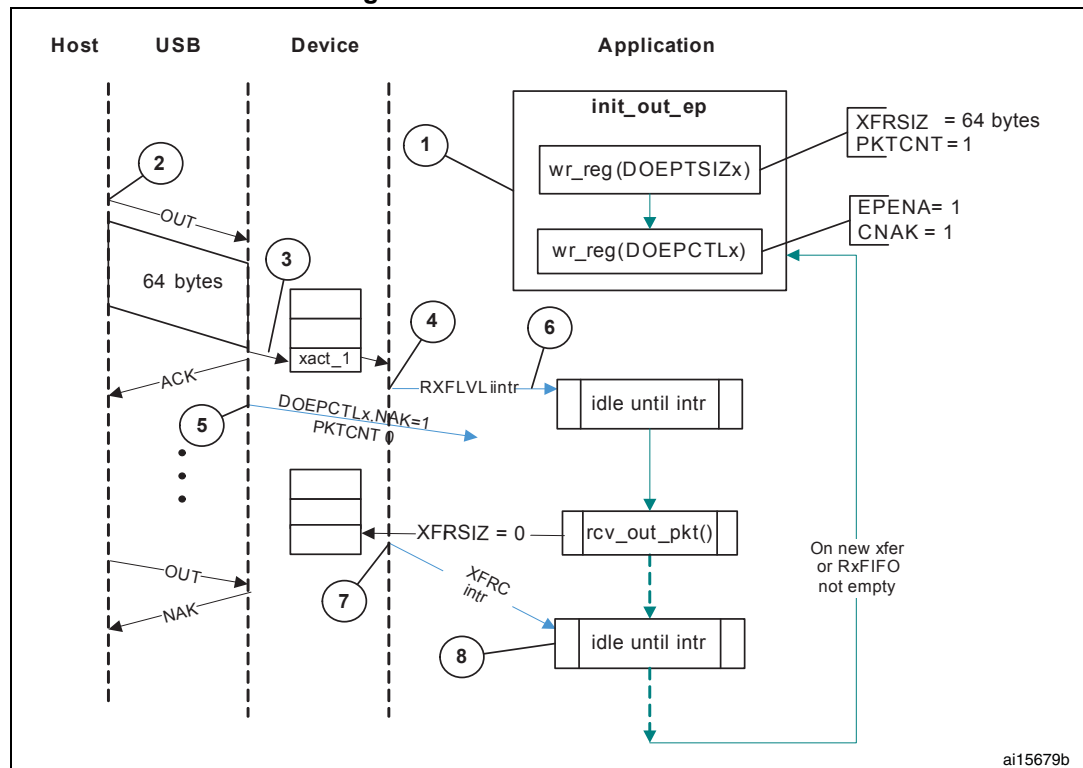 Host USB Device Application
init_out_ep
XFRSIZ = 64 bytes
PKTCNT = 1
1
wr_reg(DOEPTSIZx)
2
EPENA= 1
CNAK = 1
OUT
wr_reg(DOEPCTLx)
3
64 bytes
4
6
xact_1
ACK
RXFLVL iintr
idle until intr
DOEPCTLx.NAK=1
PKTCNT 0
5
XFRSIZ = 0
rcv_out_pkt()
On new xfer
or RxFIFO
not empty
OUT
XFRC
intr
7
NAK
idle until intr
8
ai15679b